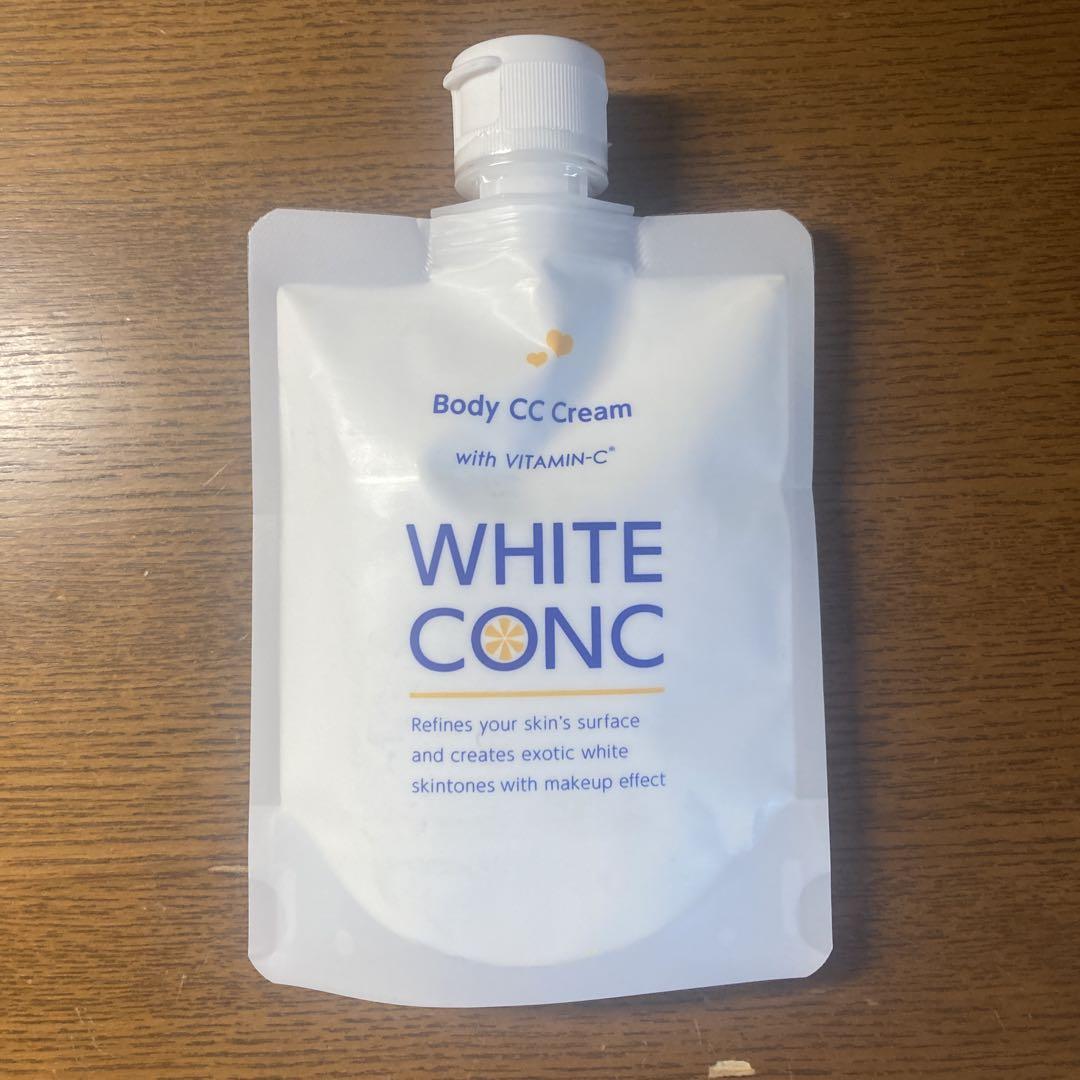 Body CC Cream
with VITAMIN-C®
WHITE
CONC
Refines your skin's surface
and creates exotic white
skintones with makeup effect